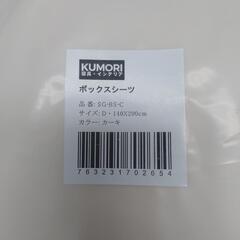 KUMORI
寝具・インテリア
ボックスシーツ
品 番: SG-BS-C
サイズ: D・140X200cm
カラー: カーキ
763231702654